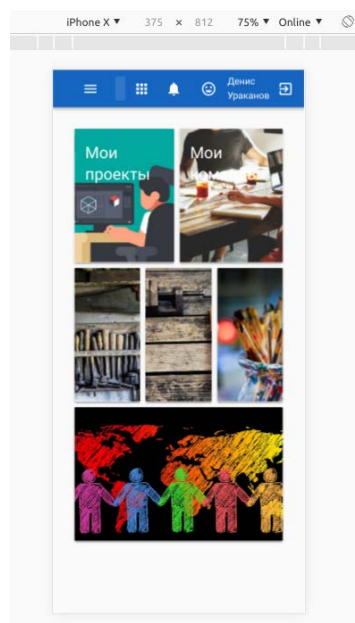 iPhone X ▼ 375 × 812 75% ▼ Online ▼
Денис
Ураканов
Мои
проекты
Мои